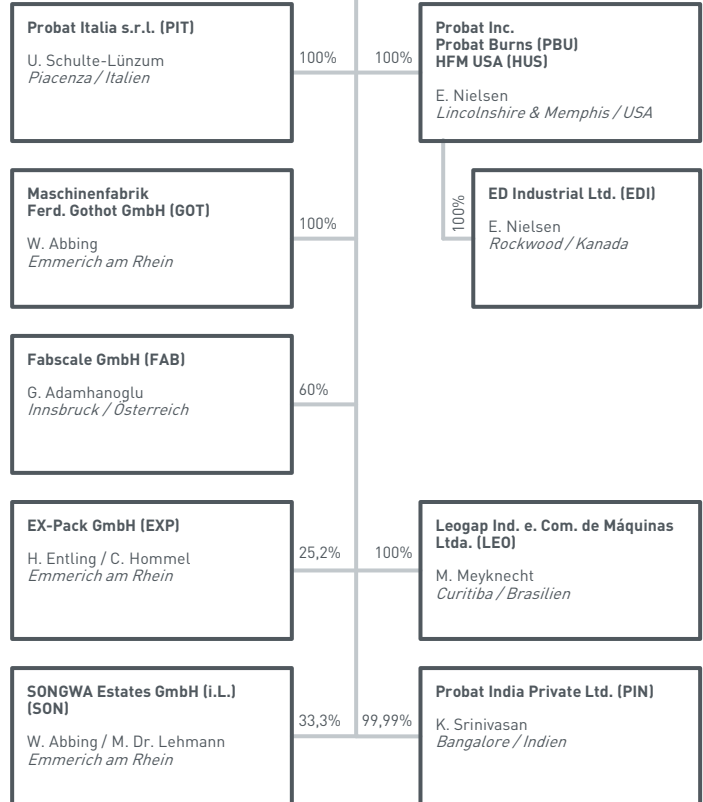 Probat Italia s.r.l. (PIT)
U. Schulte-Lünzum
Piacenza / Italien
100%
100%
Probat Inc.
Probat Burns (PBU)
HFM USA (HUS)
E. Nielsen
Lincolnshire & Memphis / USA
Maschinenfabrik
Ferd. Gothot GmbH (GOT)
W. Abbing
Emmerich am Rhein
100%
100%
ED Industrial Ltd. (EDI)
E. Nielsen
Rockwood / Kanada
Fabscale GmbH (FAB)
G. Adamhanoglu
Innsbruck / Österreich
60%
EX-Pack GmbH (EXP)
H. Entling / C. Hommel
Emmerich am Rhein
25,2%
100%
Leogap Ind. e. Com. de Máquinas
Ltda. (LEO)
M. Meyknecht
Curitiba / Brasilien
SONGWA Estates GmbH (i.L.)
(SON)
W. Abbing / M. Dr. Lehmann
Emmerich am Rhein
33,3%
99,99%
Probat India Private Ltd. (PIN)
K. Srinivasan
Bangalore / Indien